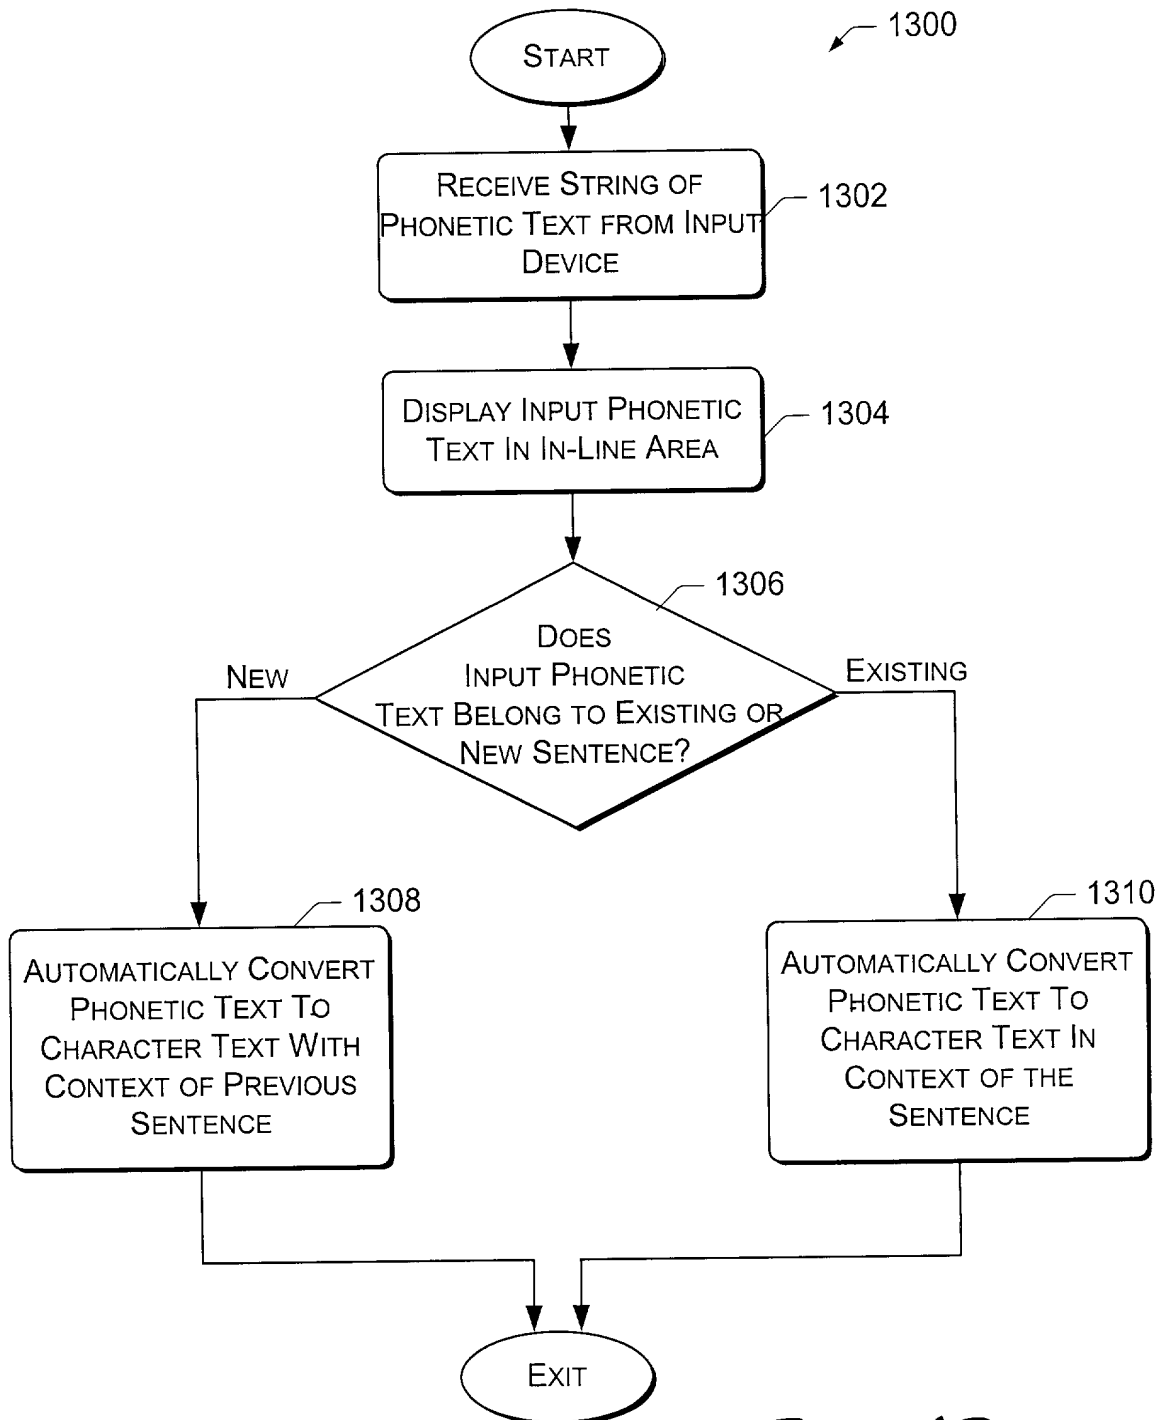 1300
START
RECEIVE STRING OF
PHONETIC TEXT FROM INPUT
DEVICE
1302
DISPLAY INPUT PHONETIC
TEXT IN IN-LINE AREA
1304
1306
DOES
INPUT PHONETIC
TEXT BELONG TO EXISTING OR
NEW SENTENCE?
NEW
EXISTING
1308
AUTOMATICALLY CONVERT
PHONETIC TEXT TO
CHARACTER TEXT WITH
CONTEXT OF PREVIOUS
SENTENCE
1310
AUTOMATICALLY CONVERT
PHONETIC TEXT TO
CHARACTER TEXT IN
CONTEXT OF THE
SENTENCE
EXIT